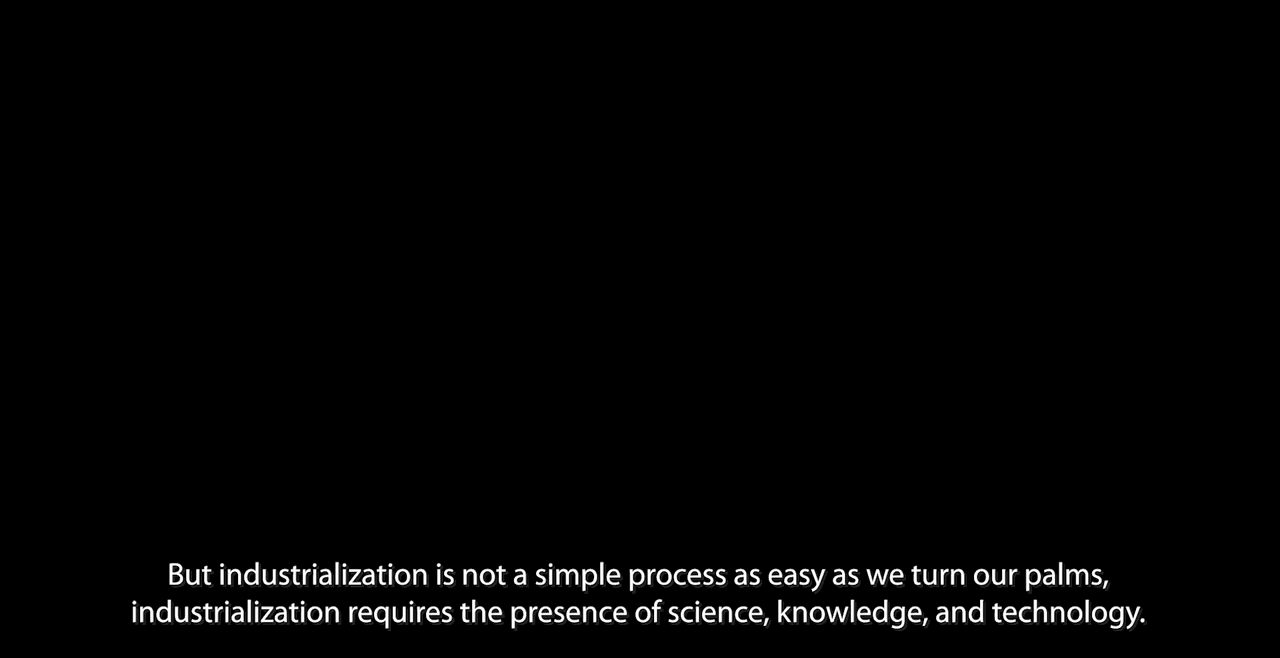 But industrialization is not a simple process as easy as we turn our palms,
industrialization requires the presence of science, knowledge, and technology.